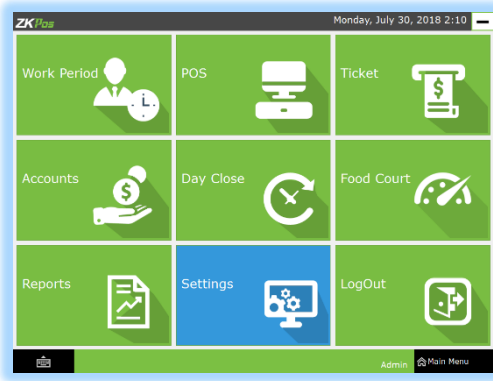 ZKPos
Monday, July 30, 2018 2:10
Work Period
POS
Ticket
$
Accounts
$
Day Close
Food Court
Reports
Settings
LogOut
Admin
Main Menu